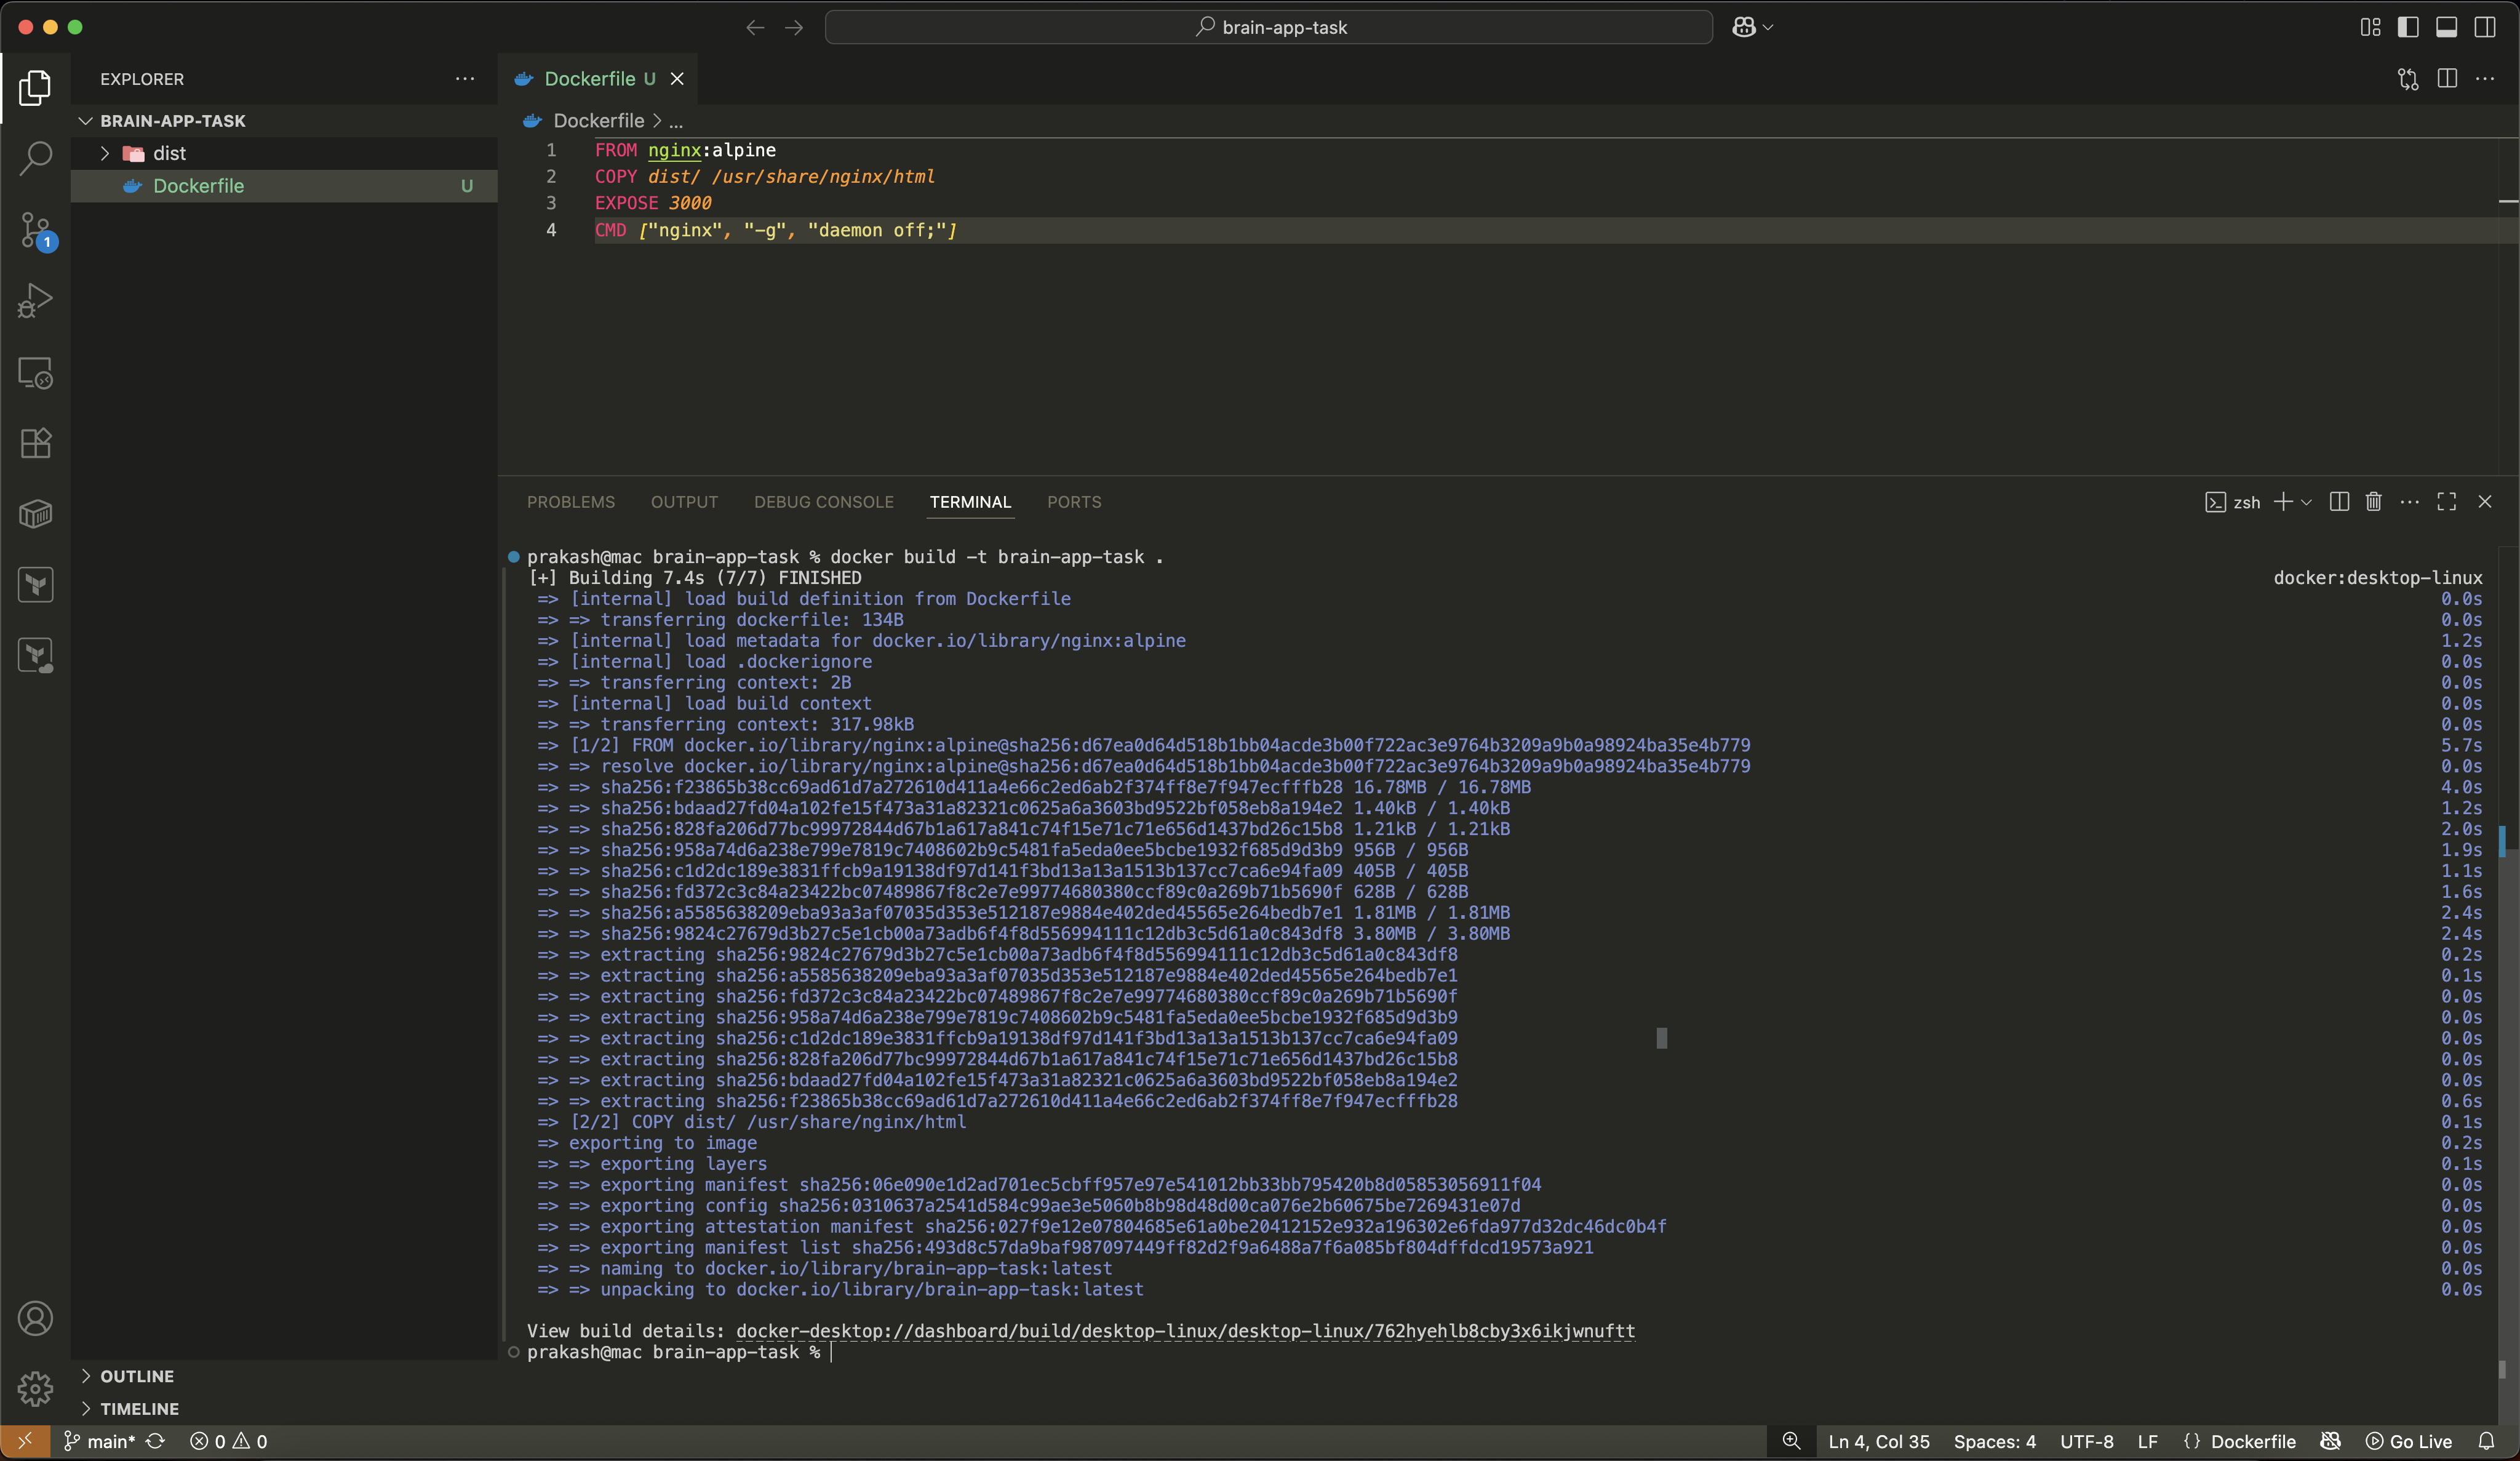 brain-app-task
EXPLORER
BRAIN-APP-TASK
dist
Dockerfile U
1
OUTLINE
TIMELINE
Dockerfile U
Dockerfile > ...
1 FROM nginx:alpine
2 COPY dist/ /usr/share/nginx/html
3 EXPOSE 3000
4 CMD ["nginx", "-g", "daemon off;"]
PROBLEMS OUTPUT DEBUG CONSOLE TERMINAL PORTS
zsh
prakash@mac brain-app-task % docker build -t brain-app-task .
[+] Building 7.4s (7/7) FINISHED docker:desktop-linux
=> [internal] load build definition from Dockerfile 0.0s
=> => transferring dockerfile: 134B 0.0s
=> [internal] load metadata for docker.io/library/nginx:alpine 1.2s
=> [internal] load .dockerignore 0.0s
=> => transferring context: 2B 0.0s
=> [internal] load build context 0.0s
=> => transferring context: 317.98kB 0.0s
=> [1/2] FROM docker.io/library/nginx:alpine@sha256:d67ea0d64d518b1bb04acde3b00f722ac3e9764b3209a9b0a98924ba35e4b779 5.7s
=> => resolve docker.io/library/nginx:alpine@sha256:d67ea0d64d518b1bb04acde3b00f722ac3e9764b3209a9b0a98924ba35e4b779 0.0s
=> => sha256:f23865b38cc69ad61d7a272610d411a4e66c2ed6ab2f374ff8e7f947ecfffb28 16.78MB / 16.78MB 4.0s
=> => sha256:bdaad27fd04a102fe15f473a31a82321c0625a6a3603bd9522bf058eb8a194e2 1.40kB / 1.40kB 1.2s
=> => sha256:828fa206d77bc99972844d67b1a617a841c74f15e71c71e656d1437bd26c15b8 1.21kB / 1.21kB 2.0s
=> => sha256:958a74d6a238e799e7819c7408602b9c5481fa5eda0ee5bcbe1932f685d9d3b9 956B / 956B 1.9s
=> => sha256:c1d2dc189e3831ffcb9a19138df97d141f3bd13a13a1513b137cc7ca6e94fa09 405B / 405B 1.1s
=> => sha256:fd372c3c84a23422bc07489867f8c2e7e99774680380ccf89c0a269b71b5690f 628B / 628B 1.6s
=> => sha256:a5585638209eba93a3af07035d353e512187e9884e402ded45565e264bedb7e1 1.81MB / 1.81MB 2.4s
=> => sha256:9824c27679d3b27c5e1cb00a73adb6f4f8d556994111c12db3c5d61a0c843df8 3.80MB / 3.80MB 2.4s
=> => extracting sha256:9824c27679d3b27c5e1cb00a73adb6f4f8d556994111c12db3c5d61a0c843df8 0.2s
=> => extracting sha256:a5585638209eba93a3af07035d353e512187e9884e402ded45565e264bedb7e1 0.1s
=> => extracting sha256:fd372c3c84a23422bc07489867f8c2e7e99774680380ccf89c0a269b71b5690f 0.0s
=> => extracting sha256:958a74d6a238e799e7819c7408602b9c5481fa5eda0ee5bcbe1932f685d9d3b9 0.0s
=> => extracting sha256:c1d2dc189e3831ffcb9a19138df97d141f3bd13a13a1513b137cc7ca6e94fa09 0.0s
=> => extracting sha256:828fa206d77bc99972844d67b1a617a841c74f15e71c71e656d1437bd26c15b8 0.0s
=> => extracting sha256:bdaad27fd04a102fe15f473a31a82321c0625a6a3603bd9522bf058eb8a194e2 0.0s
=> => extracting sha256:f23865b38cc69ad61d7a272610d411a4e66c2ed6ab2f374ff8e7f947ecfffb28 0.6s
=> [2/2] COPY dist/ /usr/share/nginx/html 0.1s
=> exporting to image 0.2s
=> => exporting layers 0.1s
=> => exporting manifest sha256:06e090e1d2ad701ec5cbff957e97e541012bb33bb795420b8d05853056911f04 0.0s
=> => exporting config sha256:0310637a2541d584c99ae3e5060b8b98d48d00ca076e2b60675be7269431e07d 0.0s
=> => exporting attestation manifest sha256:027f9e12e07804685e61a0be20412152e932a196302e6fda977d32dc46dc0b4f 0.0s
=> => exporting manifest list sha256:493d8c57da9baf987097449ff82d2f9a6488a7f6a085bf804dffdcd19573a921 0.0s
=> => naming to docker.io/library/brain-app-task:latest 0.0s
=> => unpacking to docker.io/library/brain-app-task:latest 0.0s
View build details: docker-desktop://dashboard/build/desktop-linux/desktop-linux/762hyehlb8cby3x6ikjwnuftt
prakash@mac brain-app-task %
main* 0 0 Ln 4, Col 35 Spaces: 4 UTF-8 LF {} Dockerfile Go Live